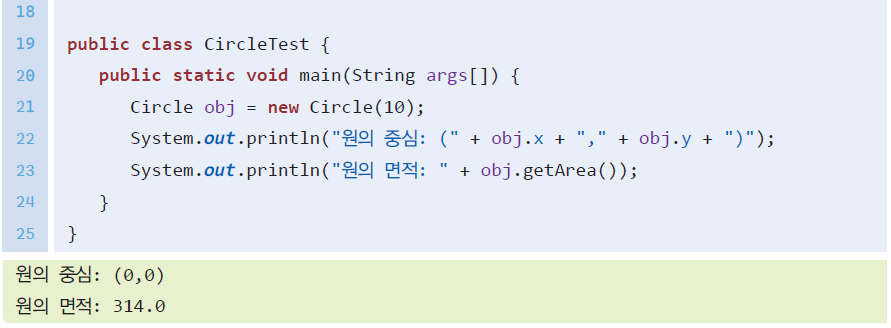 18
19 public class CircleTest {
20 public static void main(String args[]) {
21 Circle obj = new Circle(10);
22 System.out.println("원의 중심: (" + obj.x + "," + obj.y + ")");
23 System.out.println("원의 면적: " + obj.getArea());
24 }
25 }
원의 중심: (0,0)
원의 면적: 314.0